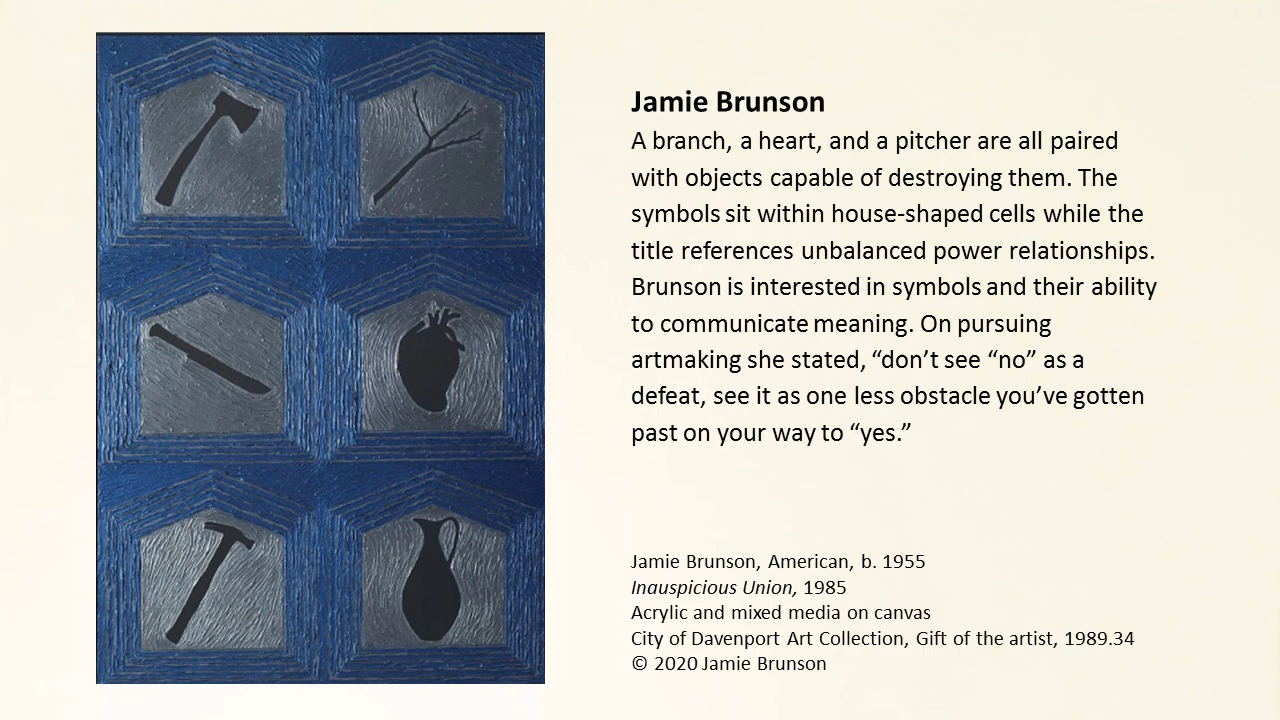 Jamie Brunson
A branch, a heart, and a pitcher are all paired
with objects capable of destroying them. The
symbols sit within house-shaped cells while the
title references unbalanced power relationships.
Brunson is interested in symbols and their ability
to communicate meaning. On pursuing
artmaking she stated, “don’t see “no” as a
defeat, see it as one less obstacle you’ve gotten
past on your way to “yes.”
Jamie Brunson, American, b. 1955
Inauspicious Union, 1985
Acrylic and mixed media on canvas
City of Davenport Art Collection, Gift of the artist, 1989.34
© 2020 Jamie Brunson